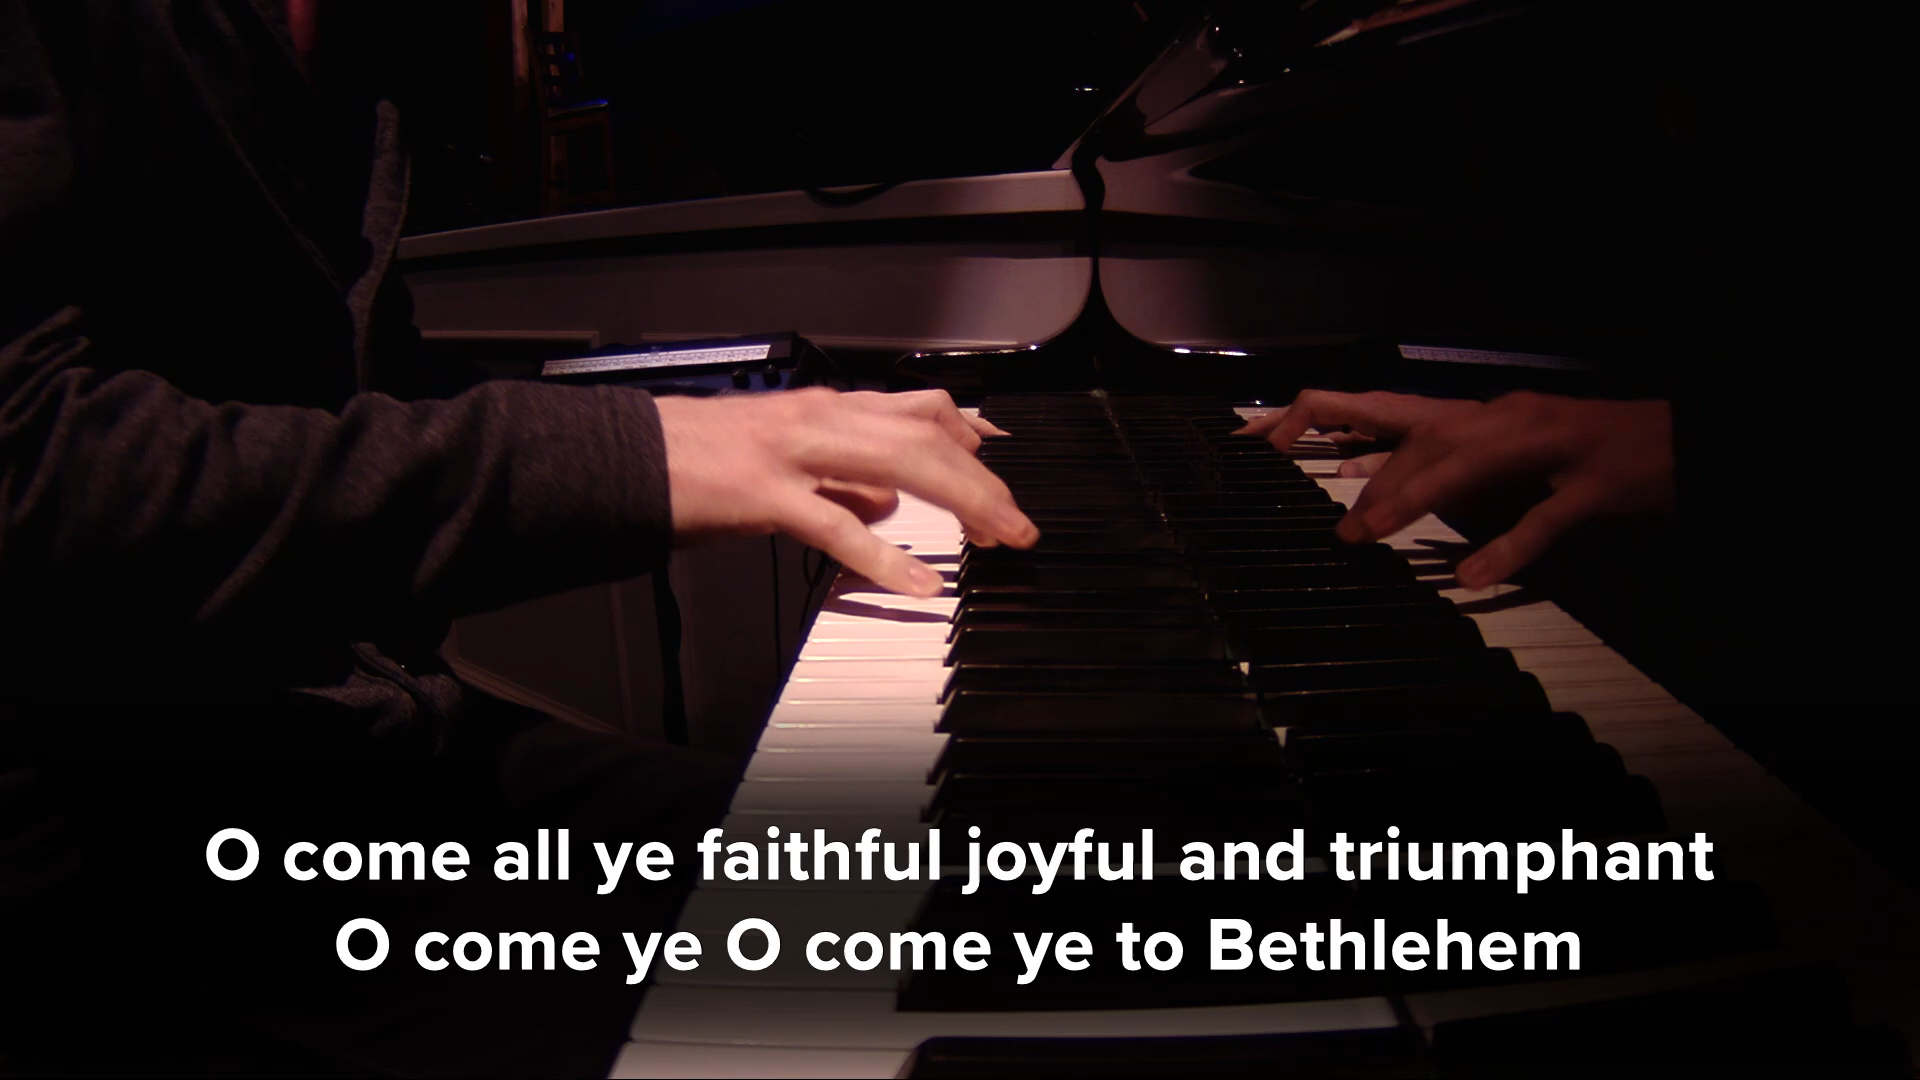 O come all ye faithful joyful and triumphant
O come ye O come ye to Bethlehem